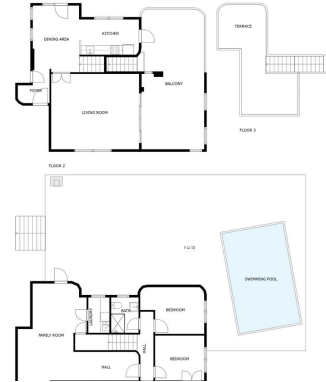 TERRACE
KITCHEN
DINING AREA
BALCONY
FOYER
LIVING ROOM
FLOOR 3
FLOOR 2
SWIMMING POOL
BEDROOM
BATH
LAUNDRY
FAMILY ROOM
HALL
BEDROOM
HALL